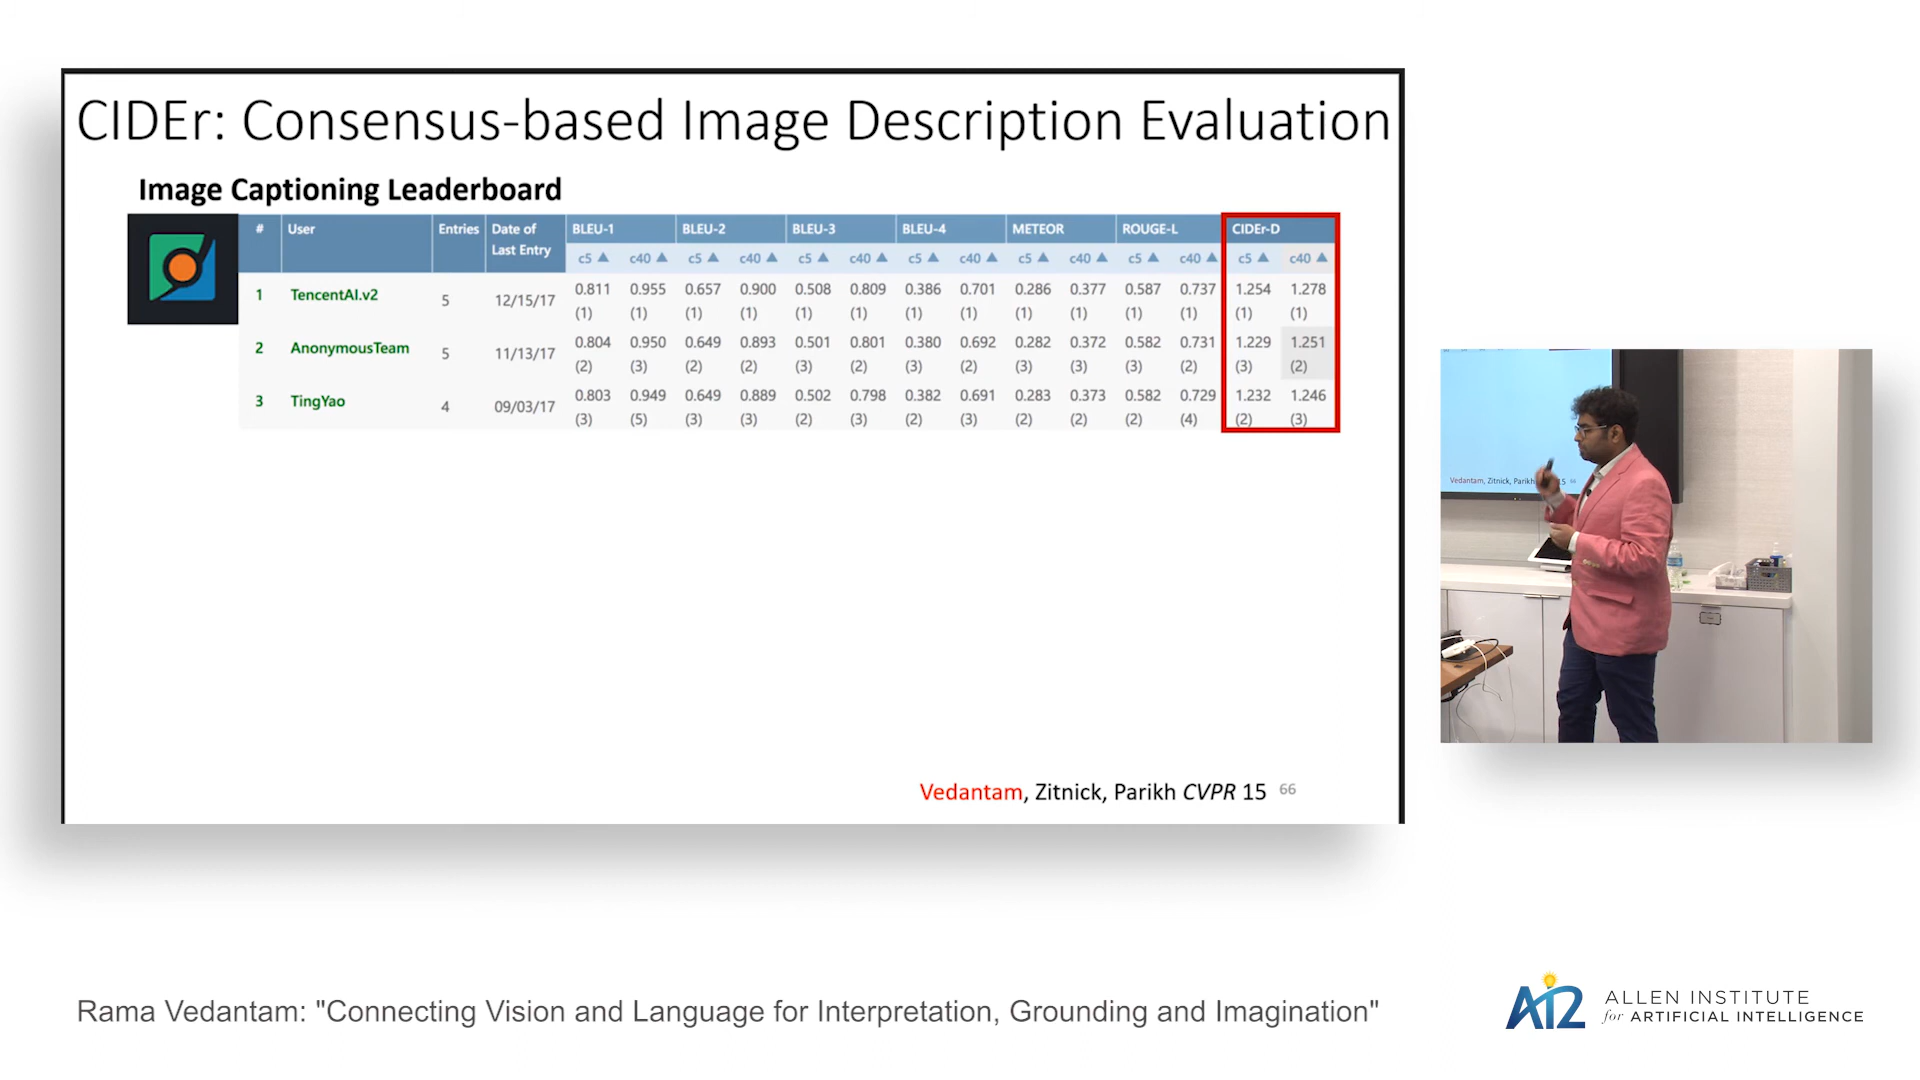 CIDEr: Consensus-based Image Description Evaluation
Image Captioning Leaderboard
# User Entries Date of Last Entry BLEU-1 BLEU-2 BLEU-3 BLEU-4 METEOR ROUGE-L CIDEr-D
c5 ▲ c40 ▲ c5 ▲ c40 ▲ c5 ▲ c40 ▲ c5 ▲ c40 ▲ c5 ▲ c40 ▲ c5 ▲ c40 ▲ c5 ▲ c40 ▲
1 TencentAI.v2 5 12/15/17 0.811 0.955 0.657 0.900 0.508 0.809 0.386 0.701 0.286 0.377 0.587 0.737 1.254 1.278
(1) (1) (1) (1) (1) (1) (1) (1) (1) (1) (1) (1) (1) (1)
2 AnonymousTeam 5 11/13/17 0.804 0.950 0.649 0.893 0.501 0.801 0.380 0.692 0.282 0.372 0.582 0.731 1.229 1.251
(2) (3) (2) (2) (3) (2) (3) (2) (3) (3) (3) (2) (3) (2)
3 TingYao 4 09/03/17 0.803 0.949 0.649 0.889 0.502 0.798 0.382 0.691 0.283 0.373 0.582 0.729 1.232 1.246
(3) (5) (3) (3) (2) (3) (2) (3) (2) (2) (2) (4) (2) (3)
Vedantam, Zitnick, Parikh CVPR 15 66
Vedantam, Zitnick, Parikh 15 66
Rama Vedantam: "Connecting Vision and Language for Interpretation, Grounding and Imagination"
AI2 ALLEN INSTITUTE
for ARTIFICIAL INTELLIGENCE